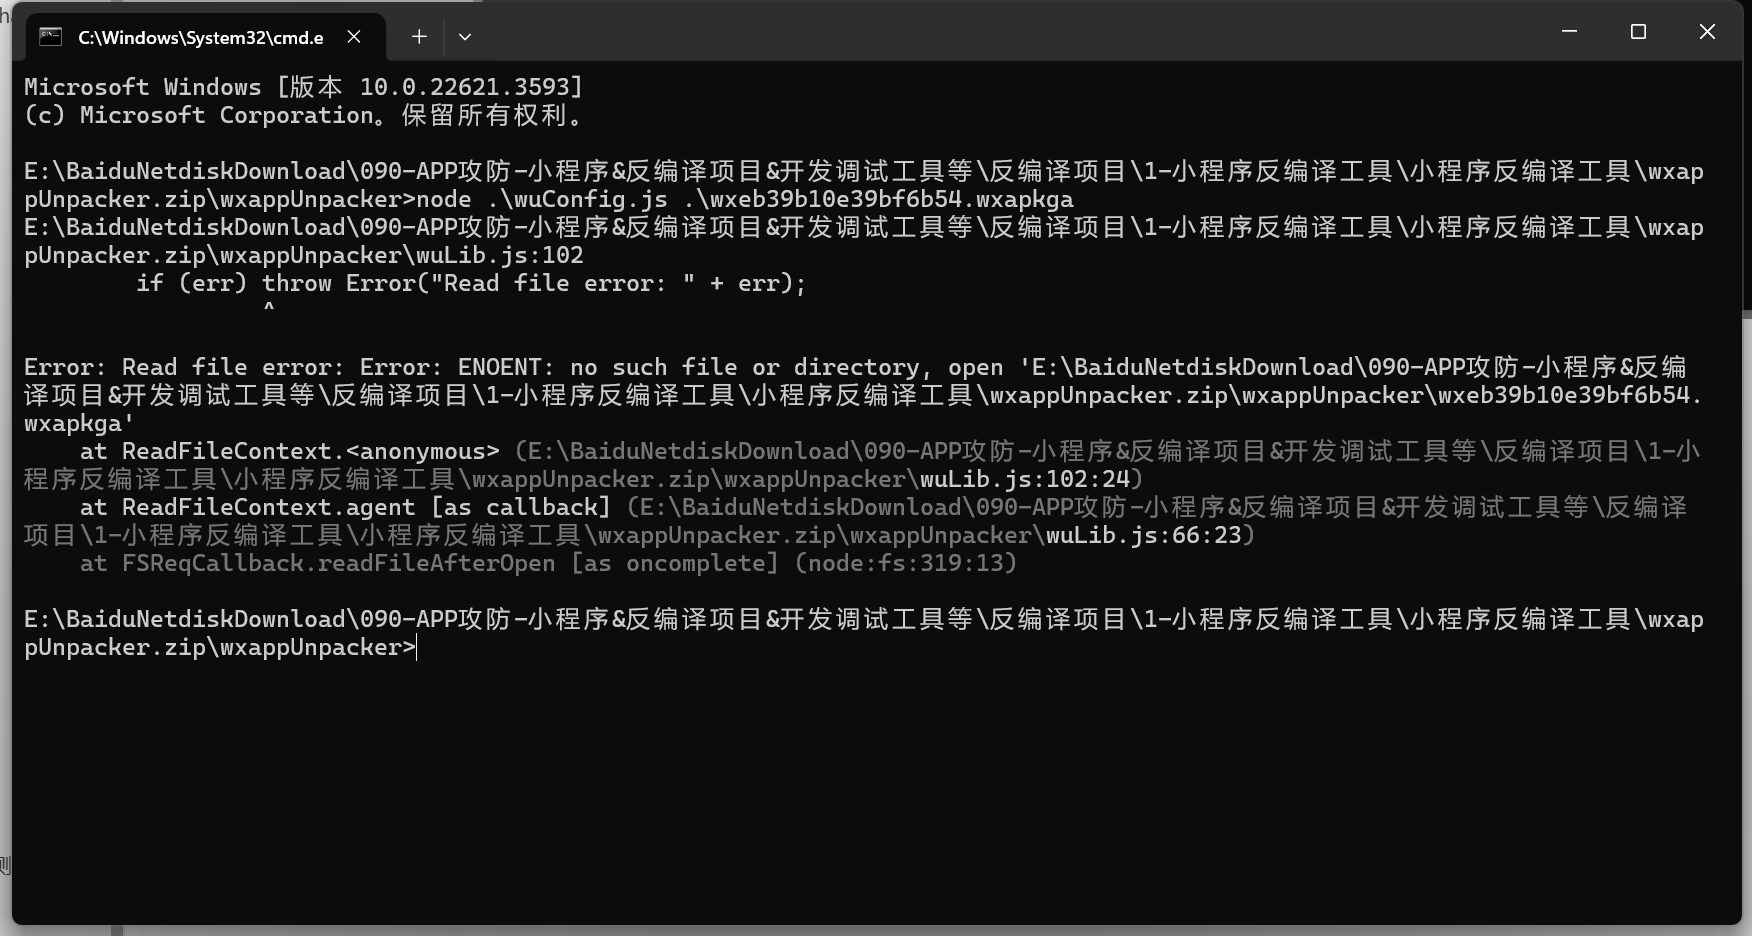 C:\Windows\System32\cmd.e
Microsoft Windows [版本 10.0.22621.3593]
(c) Microsoft Corporation。保留所有权利。
E:\BaiduNetdiskDownload\090-APP攻防-小程序&反编译项目&开发调试工具等\反编译项目\1-小程序反编译工具\小程序反编译工具\wxap
pUnpacker.zip\wxappUnpacker>node .\wuConfig.js .\wxeb39b10e39bf6b54.wxapkga
E:\BaiduNetdiskDownload\090-APP攻防-小程序&反编译项目&开发调试工具等\反编译项目\1-小程序反编译工具\小程序反编译工具\wxap
pUnpacker.zip\wxappUnpacker\wuLib.js:102
if (err) throw Error("Read file error: " + err);
^
Error: Read file error: Error: ENOENT: no such file or directory, open 'E:\BaiduNetdiskDownload\090-APP攻防-小程序&反编
译项目&开发调试工具等\反编译项目\1-小程序反编译工具\小程序反编译工具\wxappUnpacker.zip\wxappUnpacker\wxeb39b10e39bf6b54.
wxapkga'
at ReadFileContext.<anonymous> (E:\BaiduNetdiskDownload\090-APP攻防-小程序&反编译项目&开发调试工具等\反编译项目\1-小
程序反编译工具\小程序反编译工具\wxappUnpacker.zip\wxappUnpacker\wuLib.js:102:24)
at ReadFileContext.agent [as callback] (E:\BaiduNetdiskDownload\090-APP攻防-小程序&反编译项目&开发调试工具等\反编译
项目\1-小程序反编译工具\小程序反编译工具\wxappUnpacker.zip\wxappUnpacker\wuLib.js:66:23)
at FSReqCallback.readFileAfterOpen [as oncomplete] (node:fs:319:13)
E:\BaiduNetdiskDownload\090-APP攻防-小程序&反编译项目&开发调试工具等\反编译项目\1-小程序反编译工具\小程序反编译工具\wxap
pUnpacker.zip\wxappUnpacker>